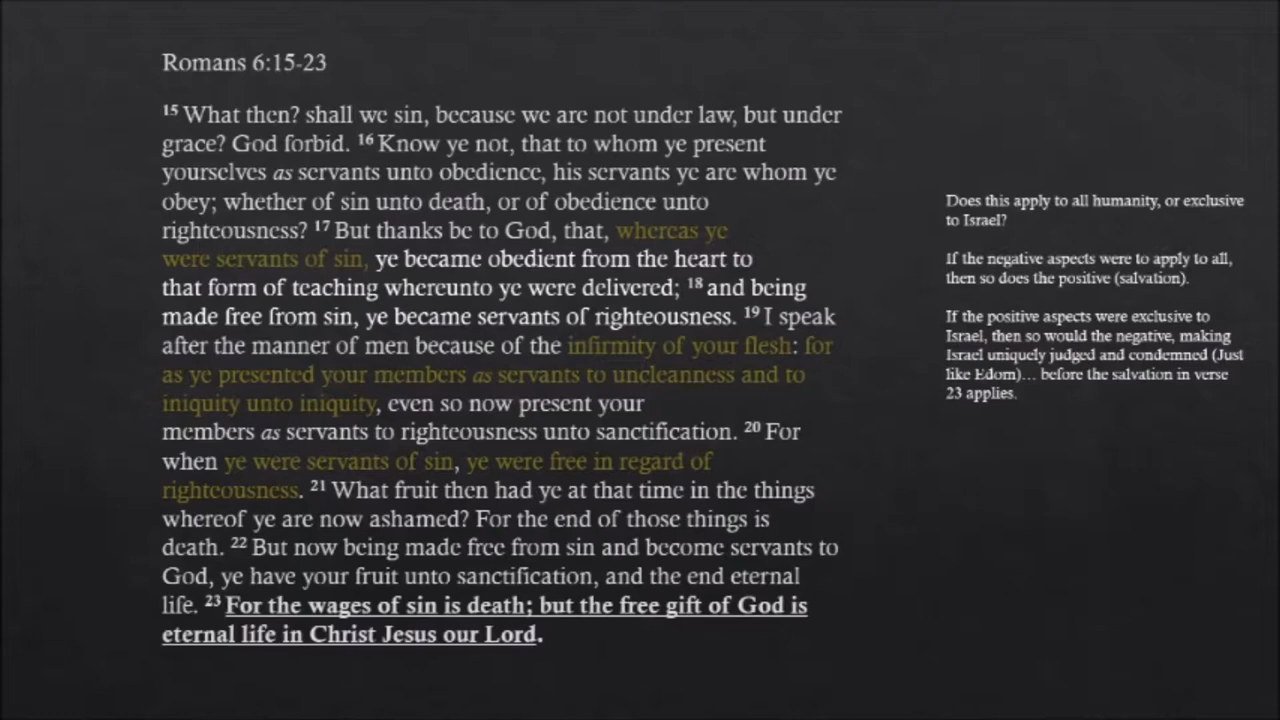 Romans 6:15-23
15 What then? shall we sin, because we are not under law, but under
grace? God forbid. 16 Know ye not, that to whom ye present
yourselves as servants unto obedience, his servants ye are whom ye
obey; whether of sin unto death, or of obedience unto
righteousness? 17 But thanks be to God, that, whereas ye
were servants of sin, ye became obedient from the heart to
that form of teaching whereunto ye were delivered; 18 and being
made free from sin, ye became servants of righteousness. 19 I speak
after the manner of men because of the infirmity of your flesh: for
as ye presented your members as servants to uncleanness and to
iniquity unto iniquity, even so now present your
members as servants to righteousness unto sanctification. 20 For
when ye were servants of sin, ye were free in regard of
righteousness. 21 What fruit then had ye at that time in the things
whereof ye are now ashamed? For the end of those things is
death. 22 But now being made free from sin and become servants to
God, ye have your fruit unto sanctification, and the end eternal
life. 23 For the wages of sin is death; but the free gift of God is
eternal life in Christ Jesus our Lord.
Does this apply to all humanity, or exclusive
to Israel?
If the negative aspects were to apply to all,
then so does the positive (salvation).
If the positive aspects were exclusive to
Israel, then so would the negative, making
Israel uniquely judged and condemned (Just
like Edom)... before the salvation in verse
23 applies.